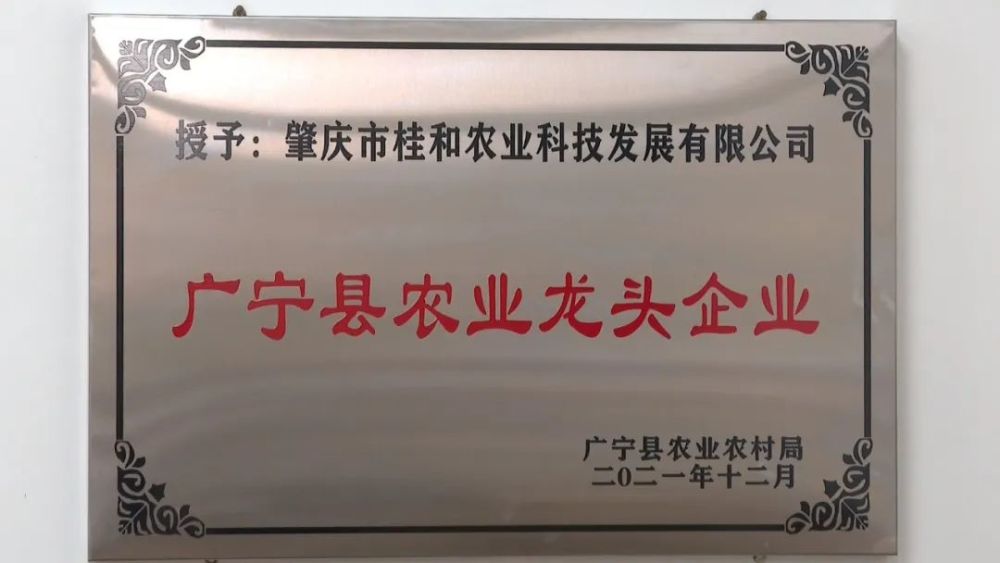 授予：肇庆市桂和农业科技发展有限公司
广宁县农业龙头企业
广宁县农业农村局
二〇二一年十二月